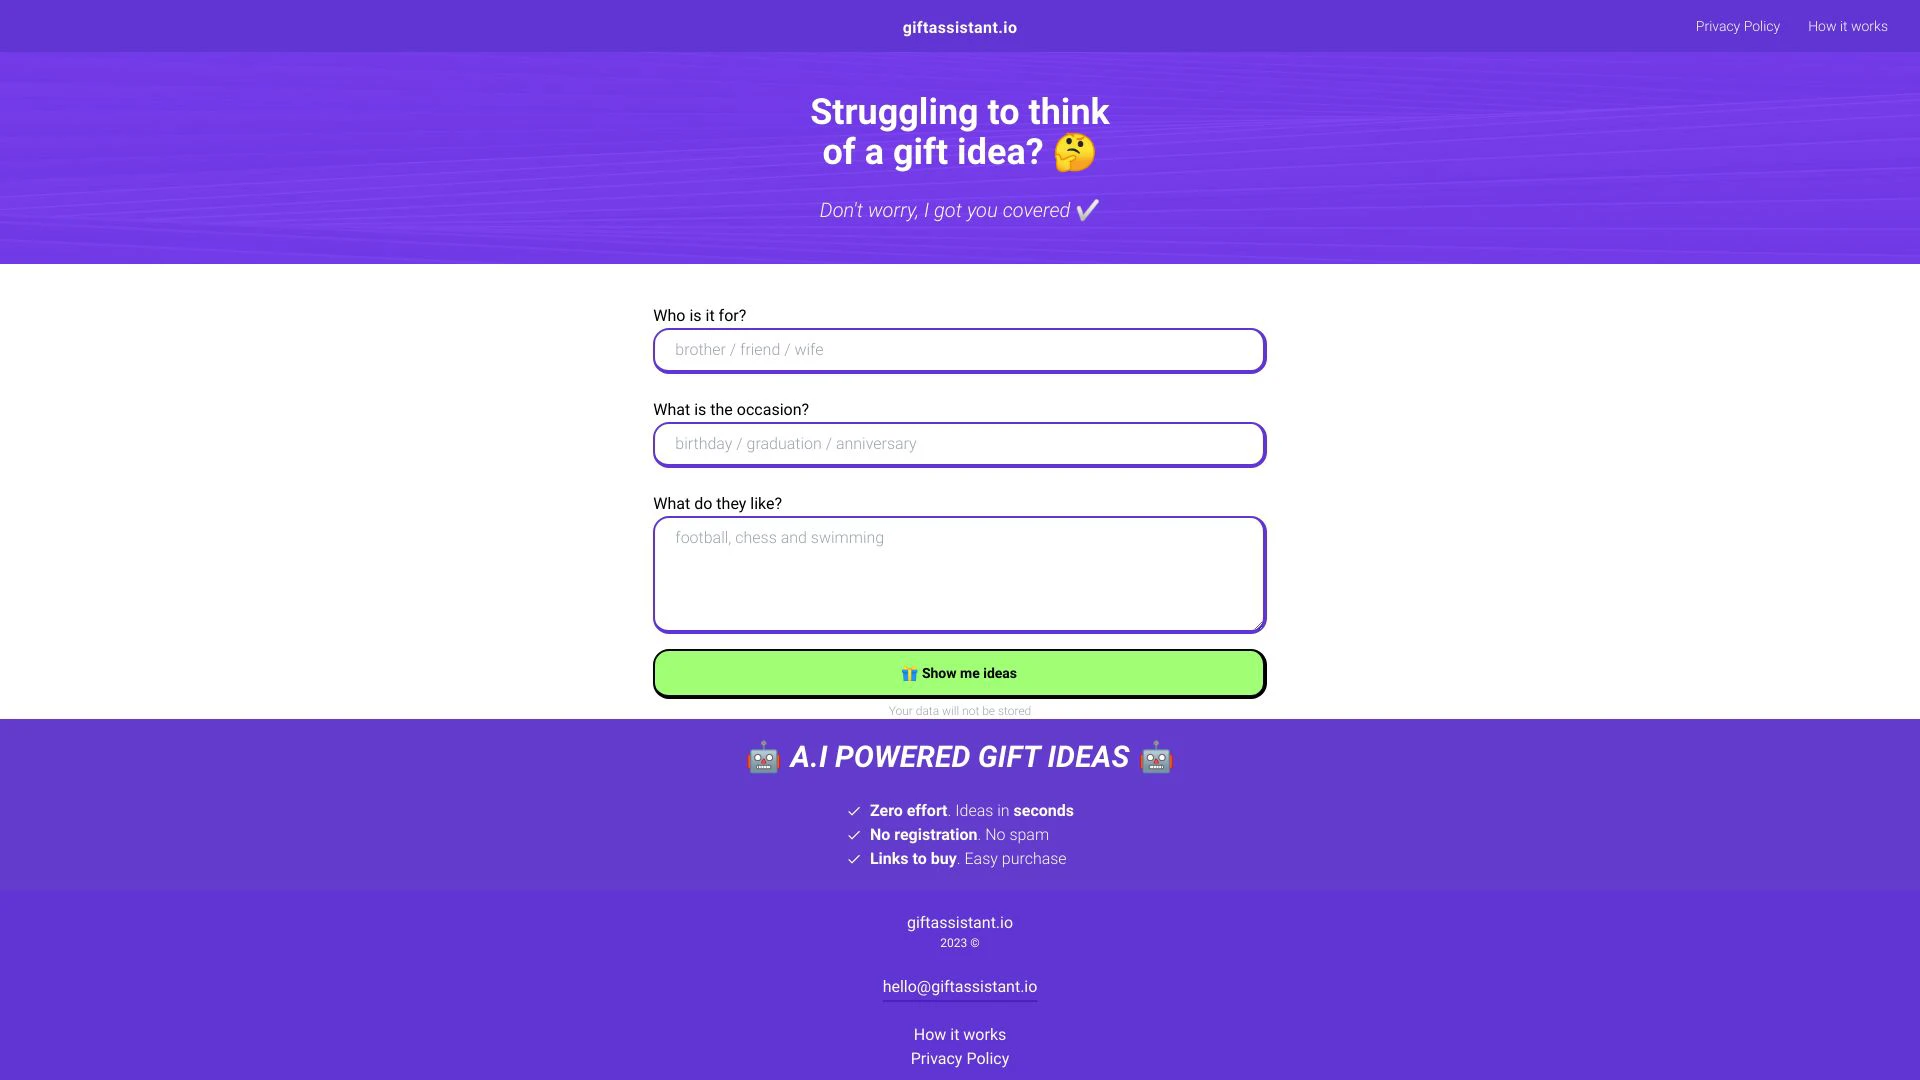 giftassistant.io
Privacy Policy
How it works
Struggling to think
of a gift idea? 🤔
Don't worry, I got you covered ✔️
Who is it for?
brother / friend / wife
What is the occasion?
birthday / graduation / anniversary
What do they like?
football, chess and swimming
🎁 Show me ideas
Your data will not be stored
🤖 A.I POWERED GIFT IDEAS 🤖
✓ Zero effort. Ideas in seconds
✓ No registration. No spam
✓ Links to buy. Easy purchase
giftassistant.io
2023 ©
hello@giftassistant.io
How it works
Privacy Policy